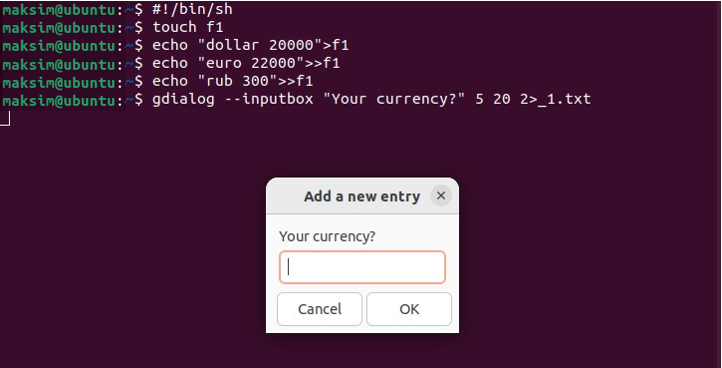 maksim@ubuntu:~$ #!/bin/sh
maksim@ubuntu:~$ touch f1
maksim@ubuntu:~$ echo "dollar 20000">f1
maksim@ubuntu:~$ echo "euro 22000">>f1
maksim@ubuntu:~$ echo "rub 300">>f1
maksim@ubuntu:~$ gdialog --inputbox "Your currency?" 5 20 2>_1.txt
Add a new entry
Your currency?
Cancel OK